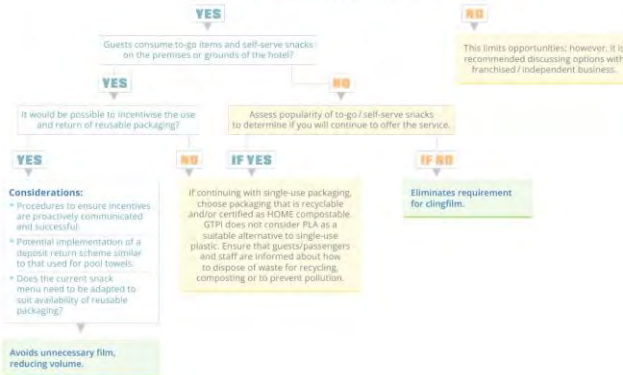 YES
NO
Guests consume to-go items and self-serve snacks
on the premises or grounds of the hotel?
This limits opportunities; however, it is
recommended discussing options with
franchised / independent business.
YES
NO
It would be possible to incentivise the use
and return of reusable packaging?
Assess popularity of to-go / self-serve snacks
to determine if you will continue to offer the service.
YES
NO
IF YES
IF NO
Considerations:
* Procedures to ensure incentives
are proactively communicated
and successful.
* Potential implementation of a
deposit return scheme similar
to that used for pool towels.
* Does the current snack
menu need to be adapted to
suit availability of reusable
packaging?
If continuing with single-use packaging,
choose packaging that is recyclable
and/or certified as HOME compostable.
GTPI does not consider PLA as a
suitable alternative to single-use
plastic. Ensure that guests/passengers
and staff are informed about how
to dispose of waste for recycling,
composting or to prevent pollution.
Eliminates requirement
for clingfilm.
Avoids unnecessary film,
reducing volume.